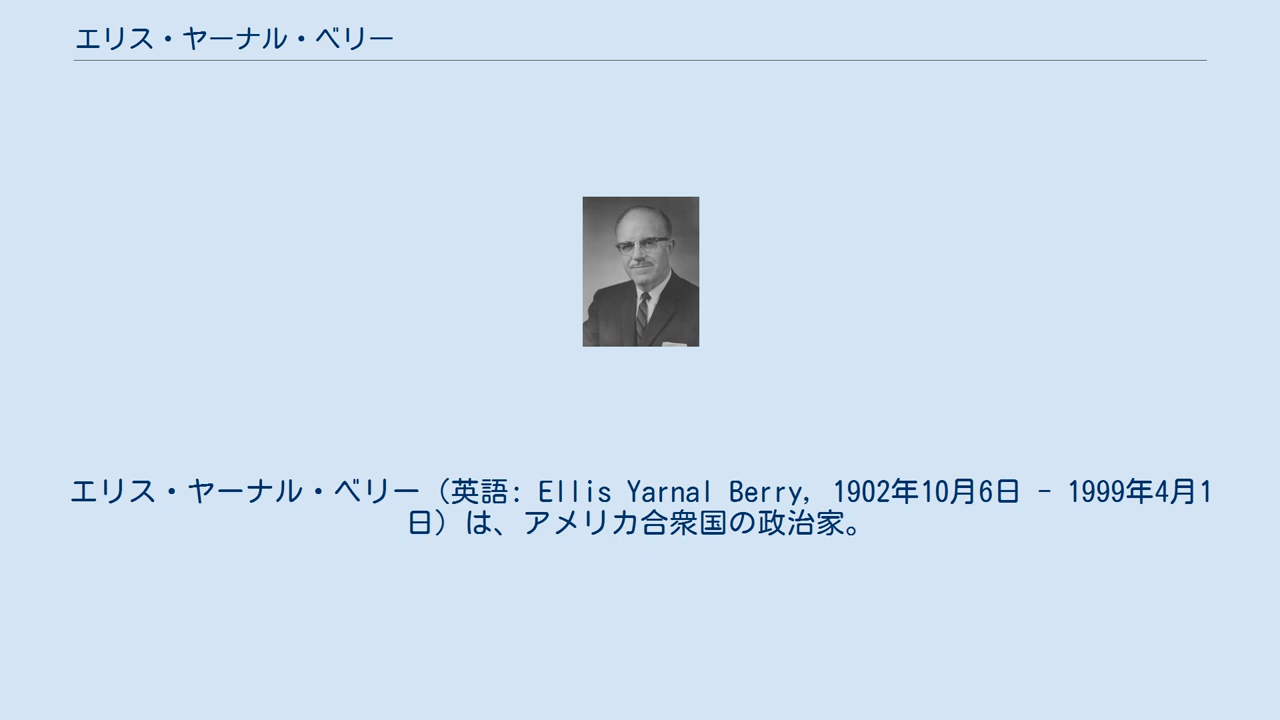 エリス・ヤーナル・ベリー
エリス・ヤーナル・ベリー（英語: Ellis Yarnal Berry, 1902年10月6日 - 1999年4月1
日）は、アメリカ合衆国の政治家。